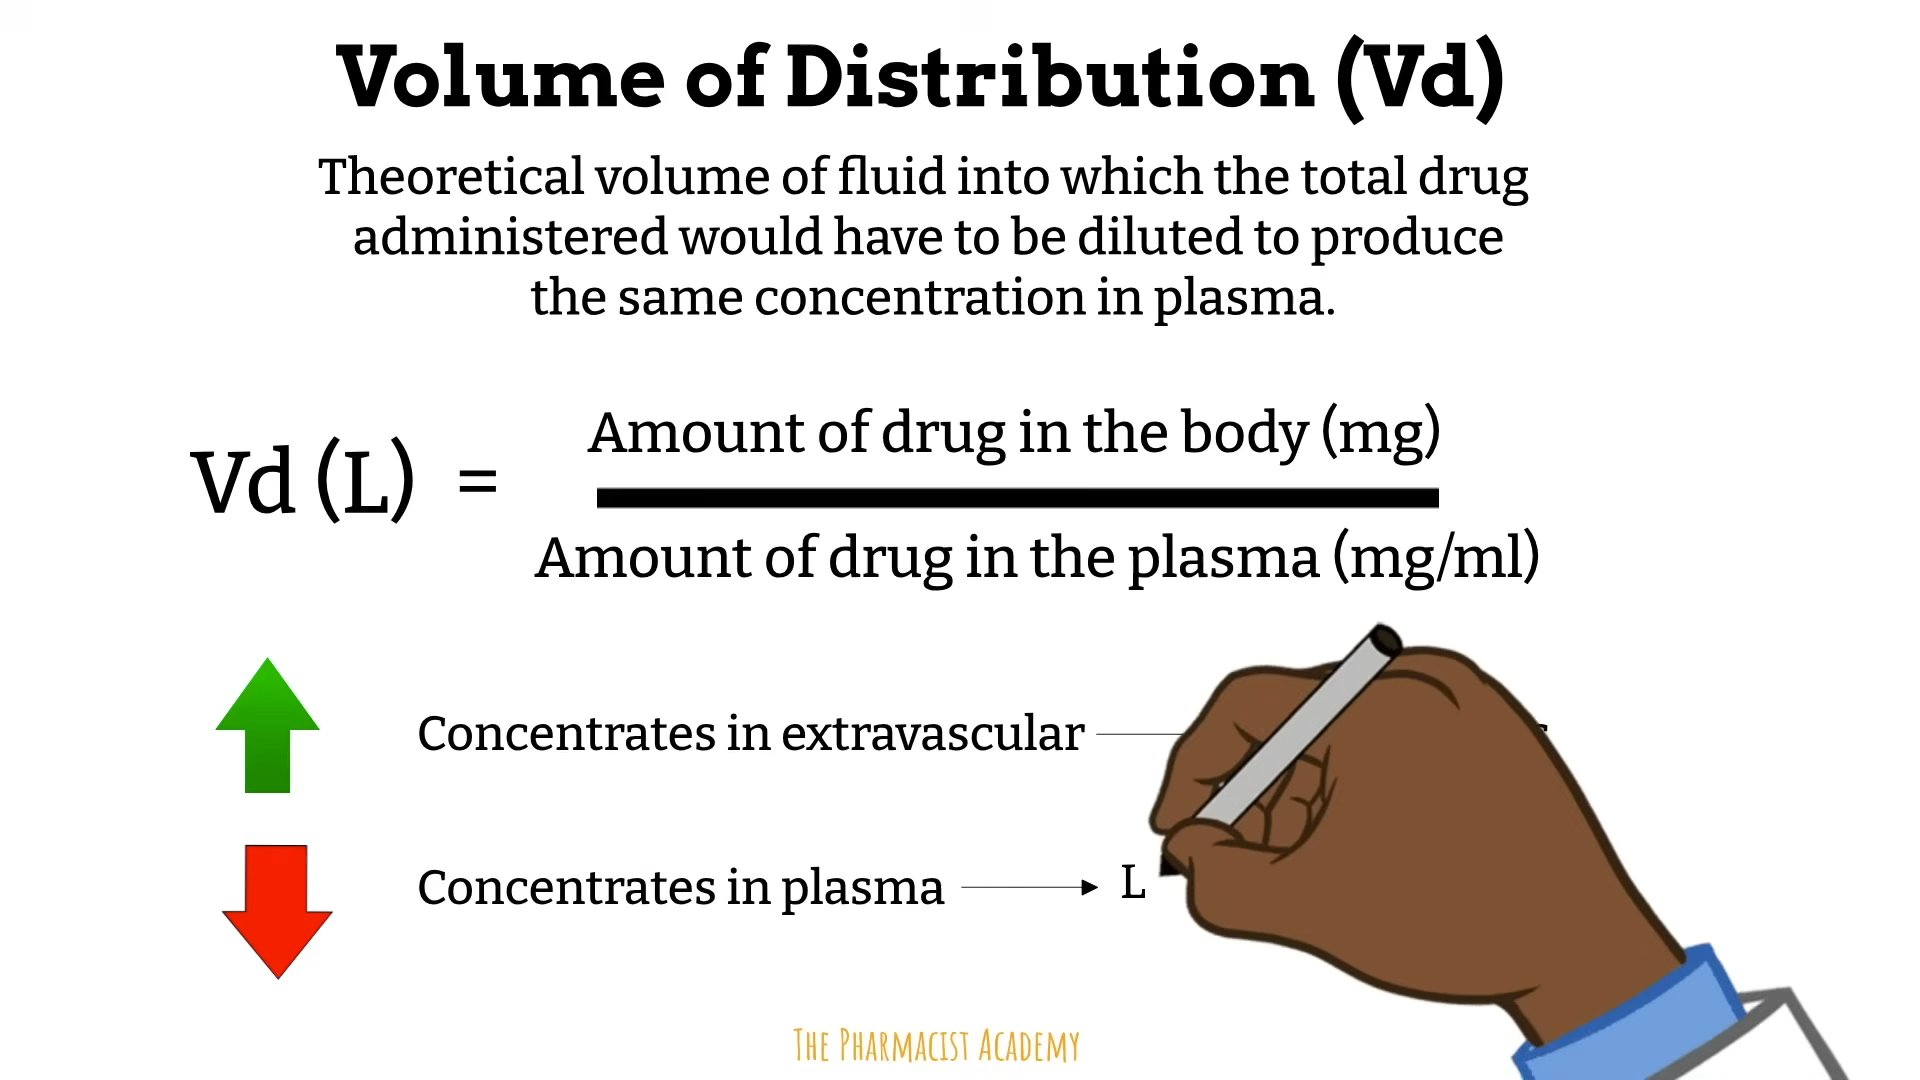 Volume of Distribution (Vd)
Theoretical volume of fluid into which the total drug
administered would have to be diluted to produce
the same concentration in plasma.
Vd (L) =
Amount of drug in the body (mg)
Amount of drug in the plasma (mg/ml)
Concentrates in extravascular
Concentrates in plasma L
The Pharmacist Academy